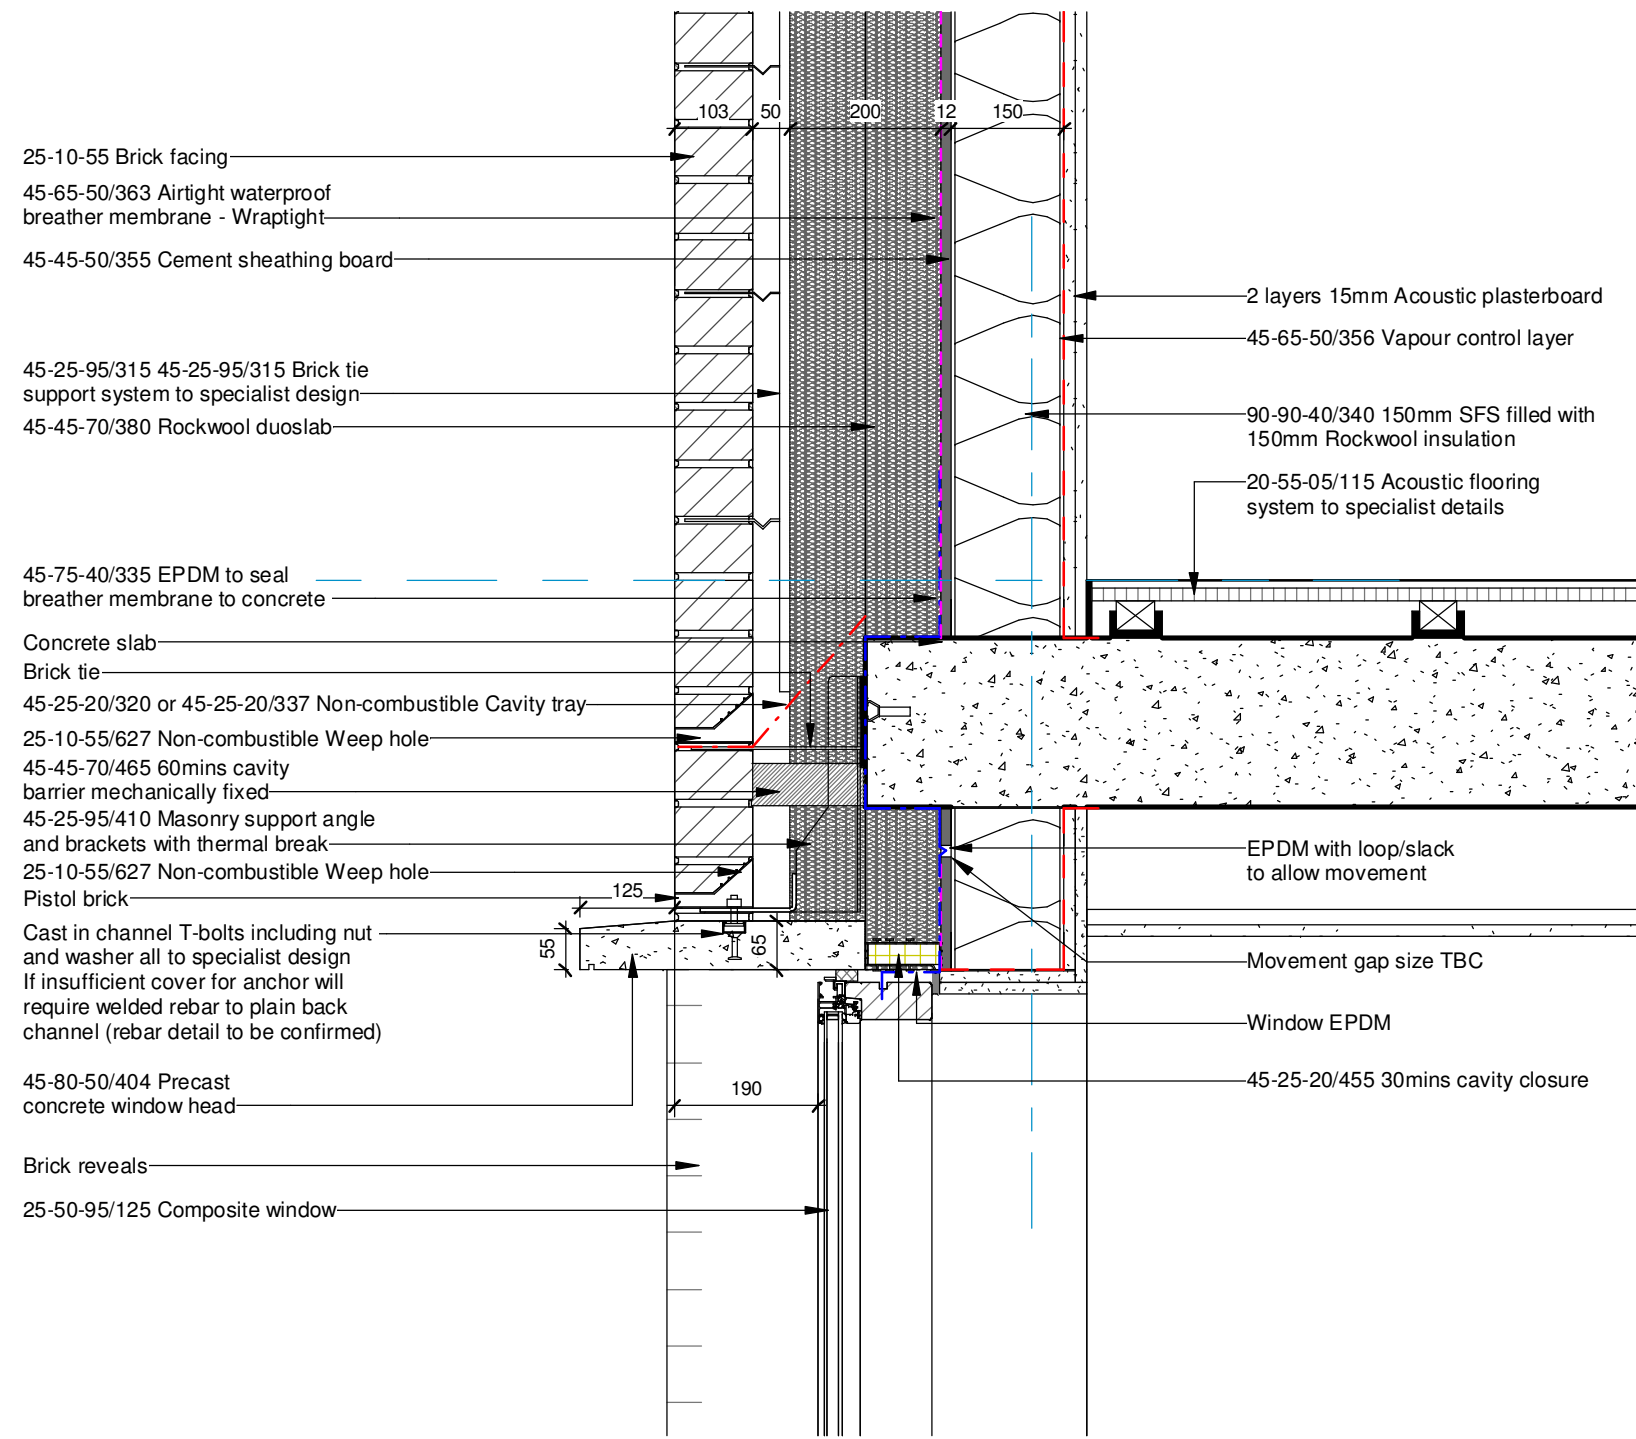 103
50
200
12
150
25-10-55 Brick facing
45-65-50/363 Airtight waterproof
breather membrane - Wraptight
45-45-50/355 Cement sheathing board
45-25-95/315 45-25-95/315 Brick tie
support system to specialist design
45-45-70/380 Rockwool duoslab
45-75-40/335 EPDM to seal
breather membrane to concrete
Concrete slab
Brick tie
45-25-20/320 or 45-25-20/337 Non-combustible Cavity tray
25-10-55/627 Non-combustible Weep hole
45-45-70/465 60mins cavity
barrier mechanically fixed
45-25-95/410 Masonry support angle
and brackets with thermal break
25-10-55/627 Non-combustible Weep hole
Pistol brick
125
Cast in channel T-bolts including nut
and washer all to specialist design
If insufficient cover for anchor will
require welded rebar to plain back
channel (rebar detail to be confirmed)
55
65
45-80-50/404 Precast
concrete window head
190
Brick reveals
25-50-95/125 Composite window
2 layers 15mm Acoustic plasterboard
45-65-50/356 Vapour control layer
90-90-40/340 150mm SFS filled with
150mm Rockwool insulation
20-55-05/115 Acoustic flooring
system to specialist details
EPDM with loop/slack
to allow movement
Movement gap size TBC
Window EPDM
45-25-20/455 30mins cavity closure